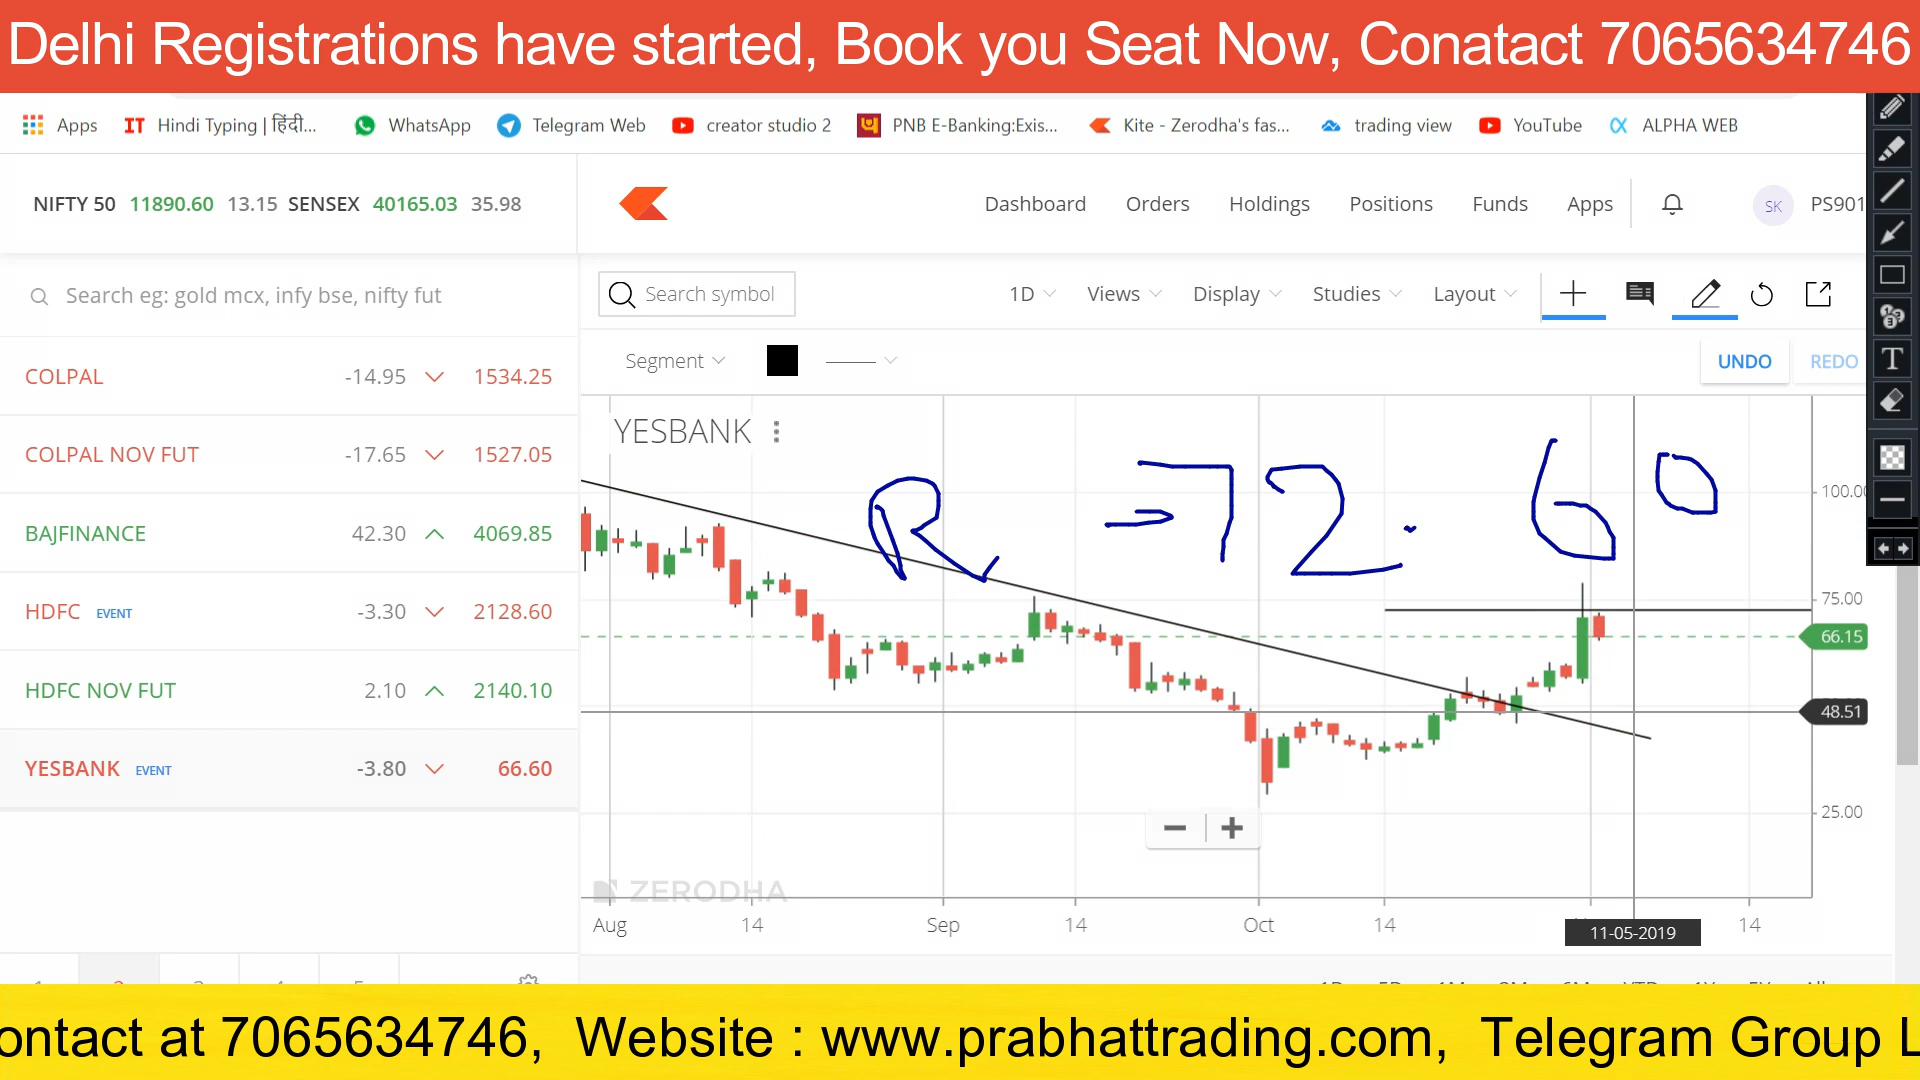 Delhi Registrations have started, Book you Seat Now, Conatact 7065634746
Apps IT Hindi Typing | हिंदी... WhatsApp Telegram Web creator studio 2 PNB E-Banking:Exis... Kite - Zerodha's fas... trading view YouTube ALPHA WEB
NIFTY 50 11890.60 13.15 SENSEX 40165.03 35.98
Dashboard Orders Holdings Positions Funds Apps SK PS901
Search eg: gold mcx, infy bse, nifty fut
Search symbol 1D Views Display Studies Layout
Segment UNDO REDO
T
COLPAL -14.95 1534.25
COLPAL NOV FUT -17.65 1527.05
BAJFINANCE 42.30 4069.85
HDFC EVENT -3.30 2128.60
HDFC NOV FUT 2.10 2140.10
YESBANK EVENT -3.80 66.60
YESBANK
R = 72.60
100.00
75.00
66.15
48.51
25.00
ZERODHA
Aug 14 Sep 14 Oct 14 11-05-2019 14
ontact at 7065634746, Website : www.prabhattrading.com, Telegram Group L